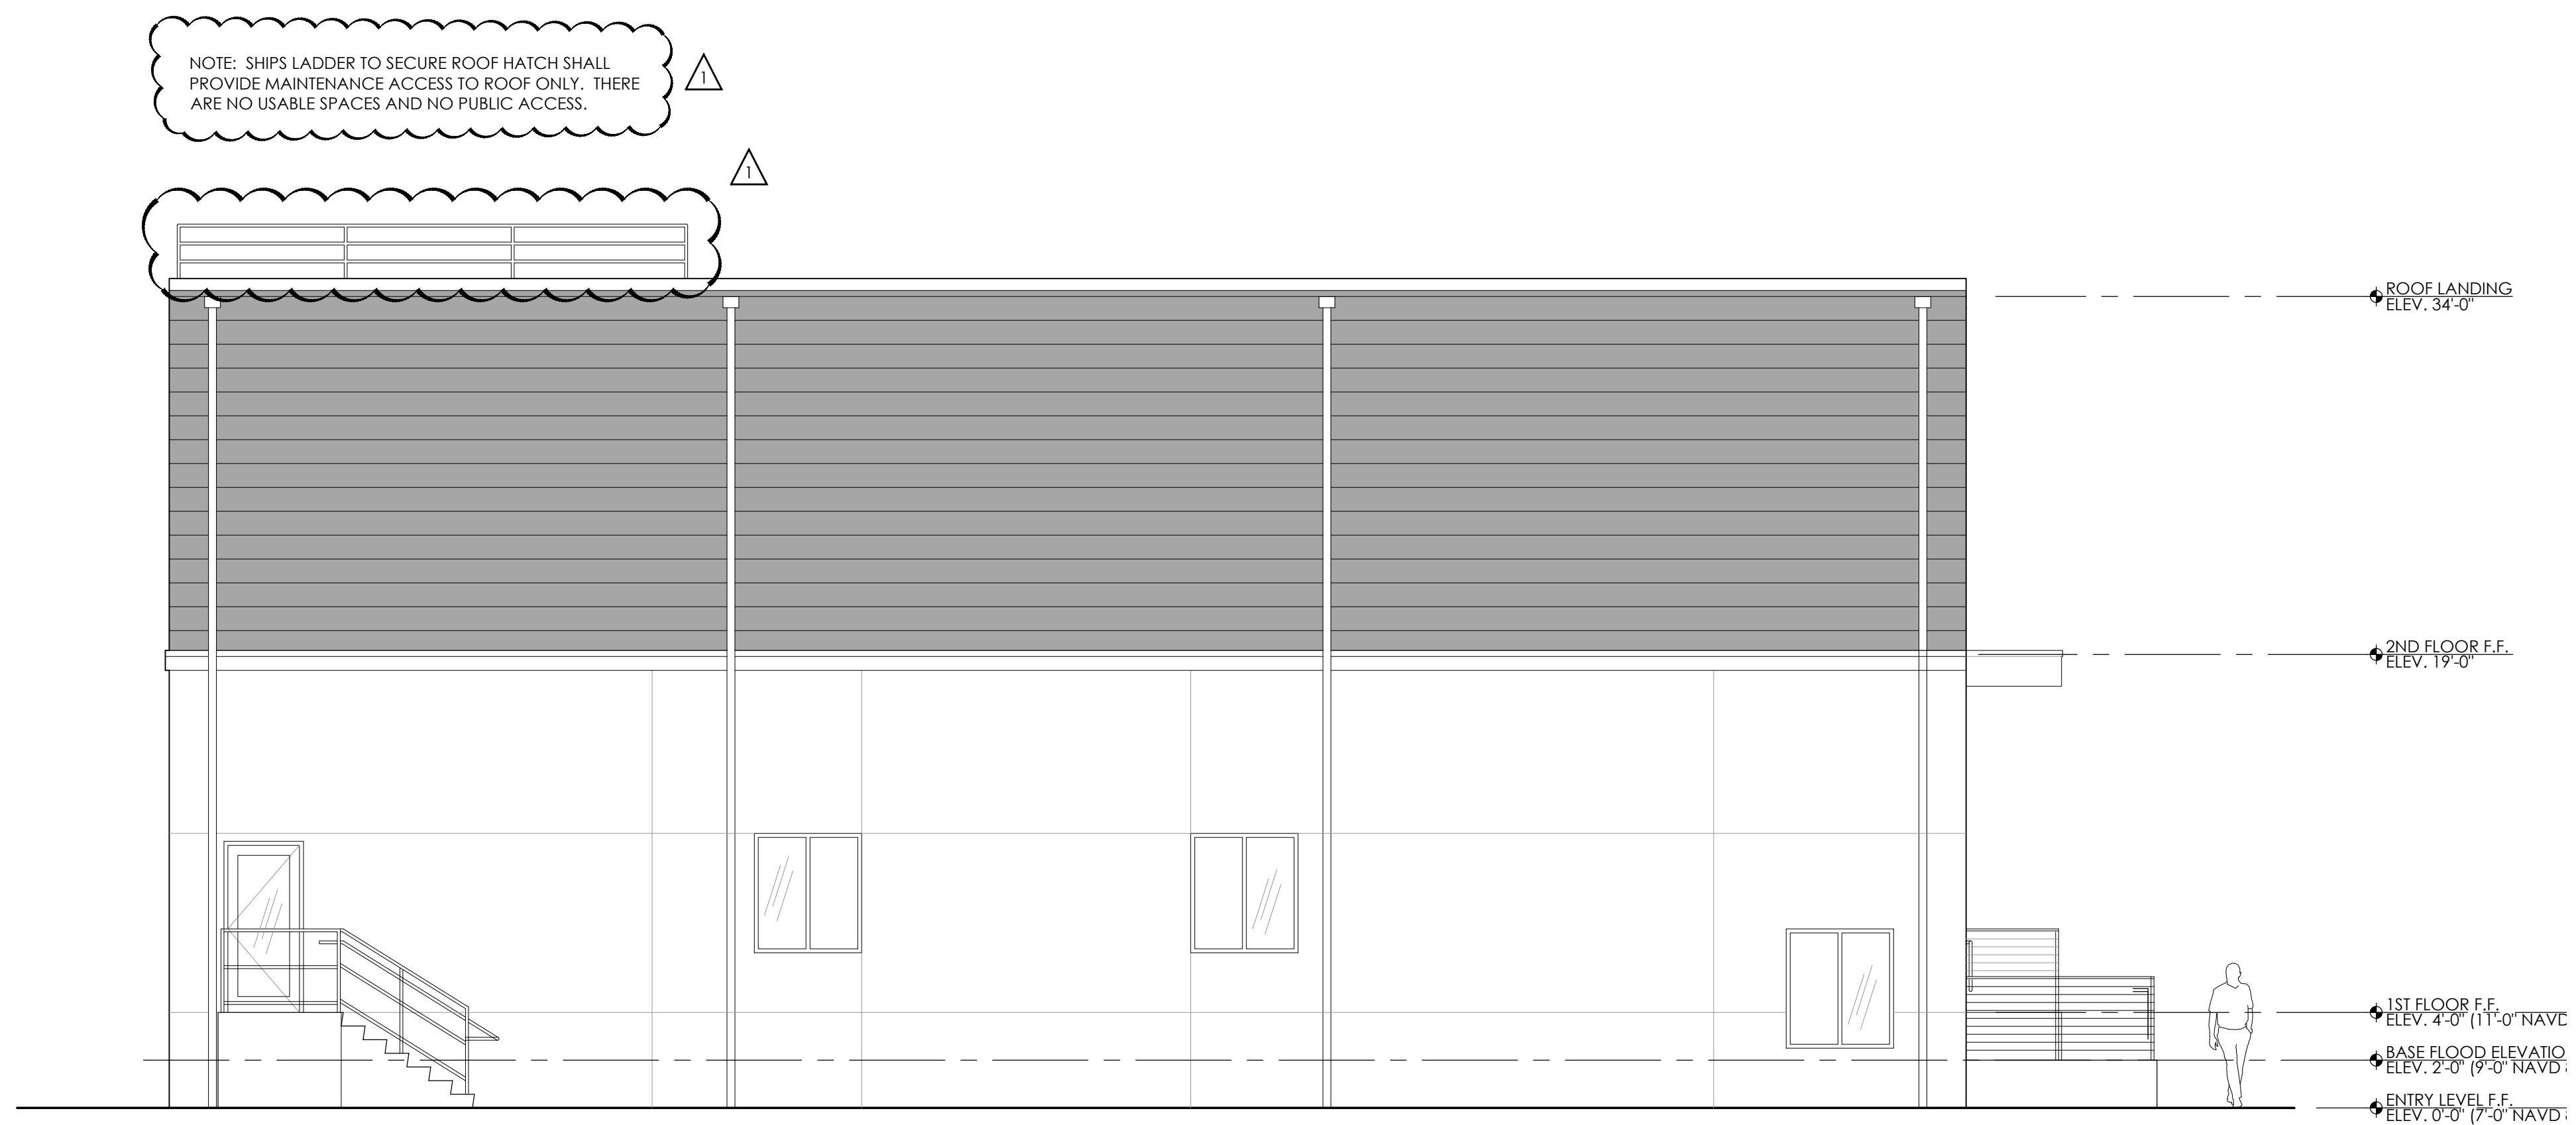 NOTE: SHIPS LADDER TO SECURE ROOF HATCH SHALL
PROVIDE MAINTENANCE ACCESS TO ROOF ONLY. THERE
ARE NO USABLE SPACES AND NO PUBLIC ACCESS.
1
1
ROOF LANDING
ELEV. 34'-0"
2ND FLOOR F.F.
ELEV. 19'-0"
1ST FLOOR F.F.
ELEV. 4'-0" (11'-0" NAVD
BASE FLOOD ELEVATIO
ELEV. 2'-0" (9'-0" NAVD
ENTRY LEVEL F.F.
ELEV. 0'-0" (7'-0" NAVD